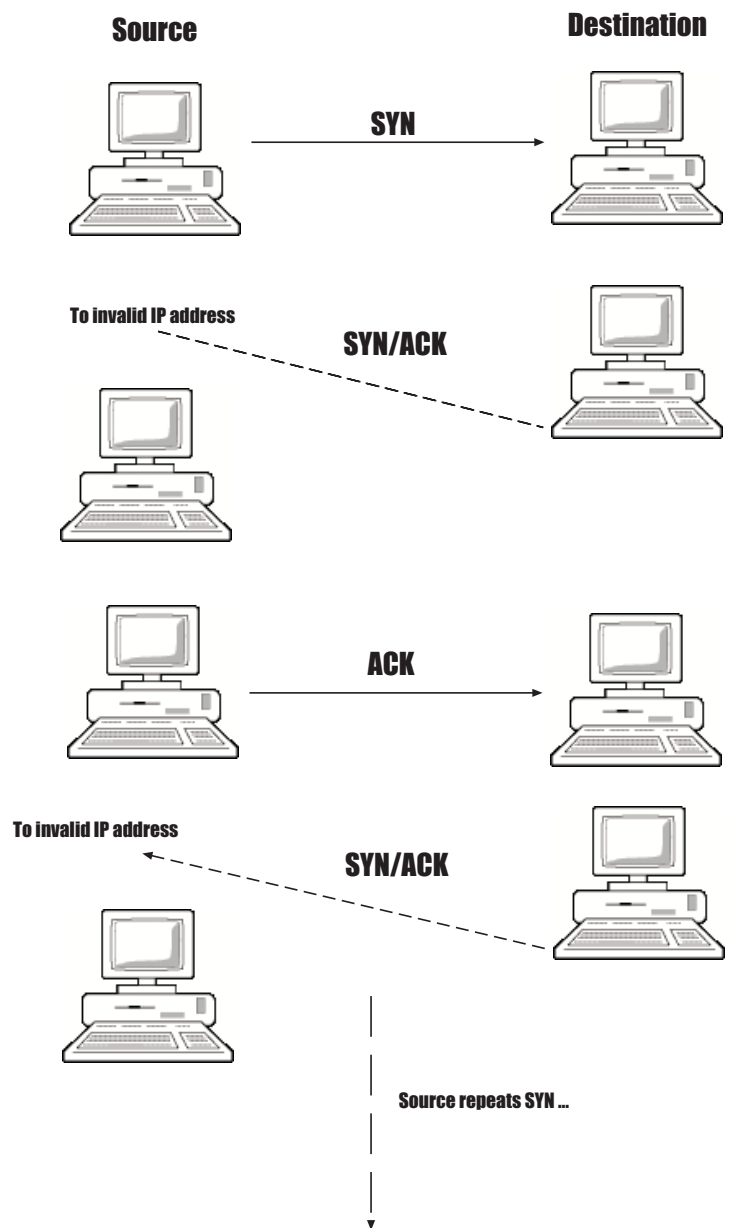 Source
Destination
SYN
To invalid IP address
SYN/ACK
ACK
To invalid IP address
SYN/ACK
Source repeats SYN ...